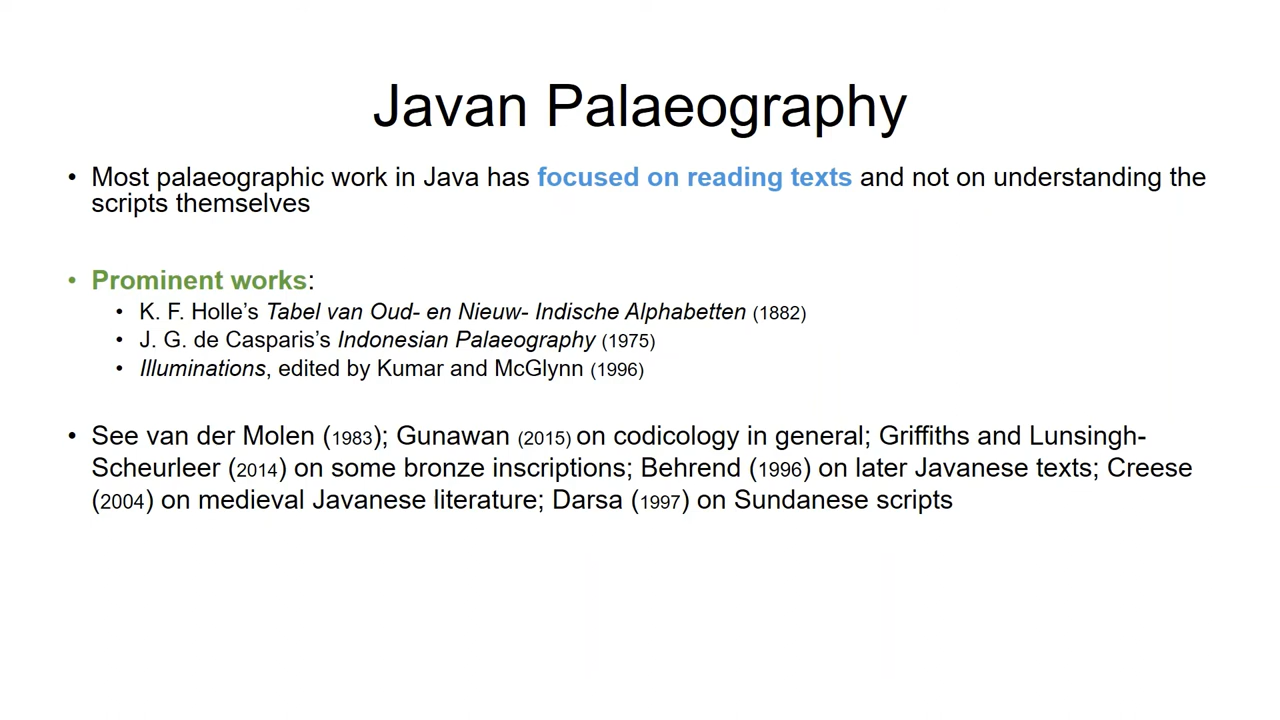 Javan Palaeography
• Most palaeographic work in Java has focused on reading texts and not on understanding the
scripts themselves
• Prominent works:
• K. F. Holle’s Tabel van Oud- en Nieuw- Indische Alphabetten (1882)
• J. G. de Casparis’s Indonesian Palaeography (1975)
• Illuminations, edited by Kumar and McGlynn (1996)
• See van der Molen (1983); Gunawan (2015) on codicology in general; Griffiths and Lunsingh-
Scheurleer (2014) on some bronze inscriptions; Behrend (1996) on later Javanese texts; Creese
(2004) on medieval Javanese literature; Darsa (1997) on Sundanese scripts